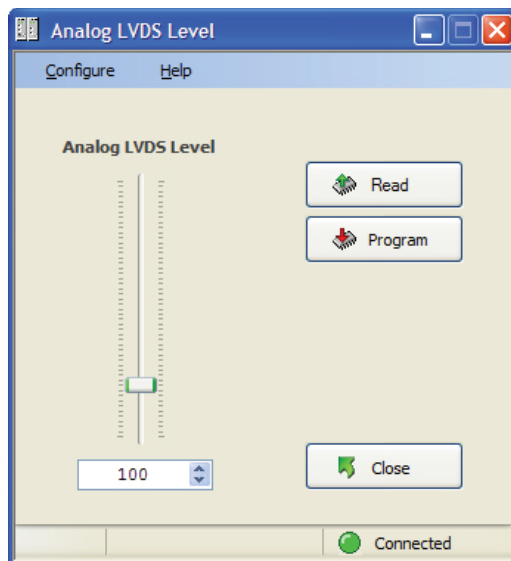 Analog LVDS Level
Configure Help
Analog LVDS Level
Read
Program
100
Close
Connected